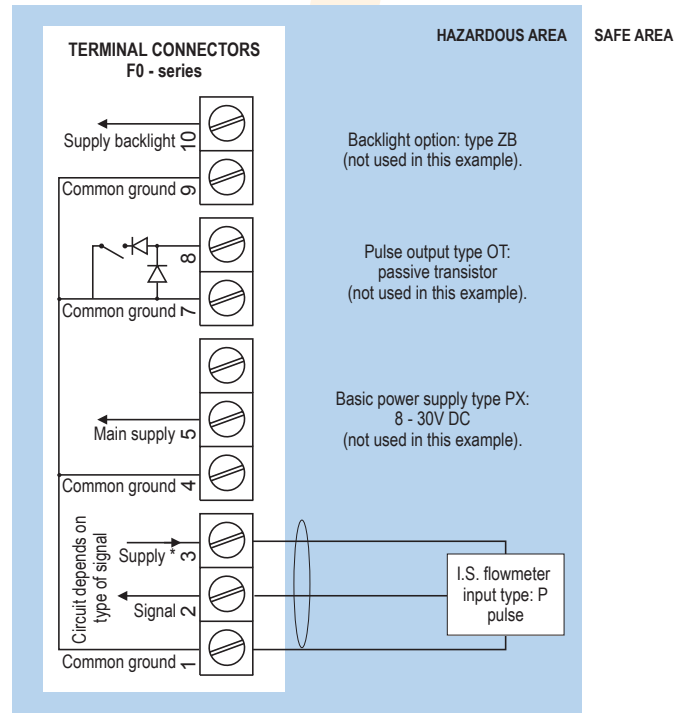 HAZARDOUS AREA
SAFE AREA
TERMINAL CONNECTORS
F0 - series
Supply backlight 10
Common ground 9
Backlight option: type ZB
(not used in this example).
8
Common ground 7
Pulse output type OT:
passive transistor
(not used in this example).
Main supply 5
Common ground 4
Basic power supply type PX:
8 - 30V DC
(not used in this example).
Circuit depends on
type of signal
Supply * 3
Signal 2
Common ground 1
I.S. flowmeter
input type: P
pulse